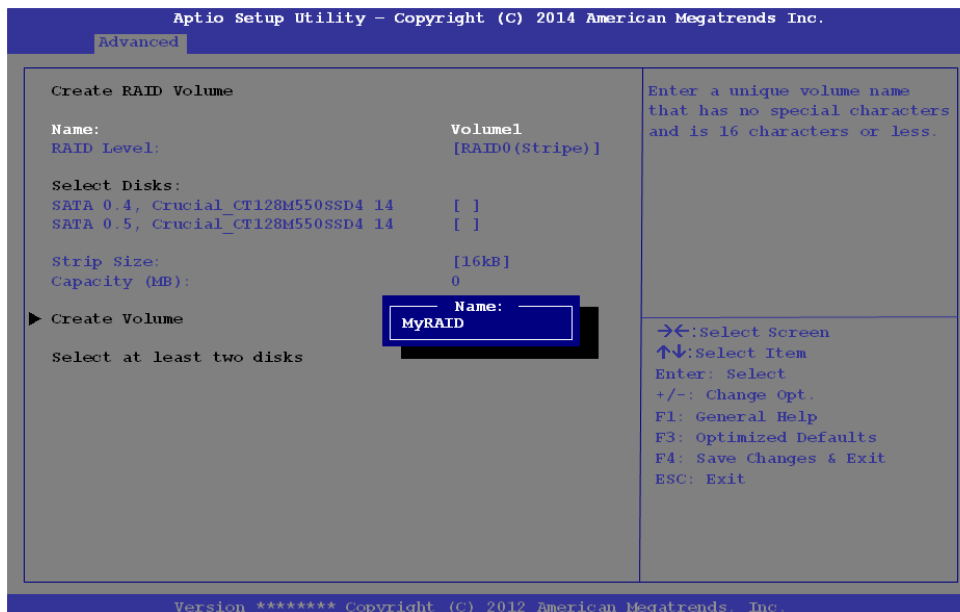 Aptio Setup Utility – Copyright (C) 2014 American Megatrends Inc.
Advanced
Create RAID Volume
Name: Volume1
RAID Level: [RAID0(Stripe)]
Select Disks:
SATA 0.4, Crucial_CT128M550SSD4 14 [ ]
SATA 0.5, Crucial_CT128M550SSD4 14 [ ]
Strip Size: [16kB]
Capacity (MB): 0
▶ Create Volume
Select at least two disks
Name:
MyRAID
Enter a unique volume name
that has no special characters
and is 16 characters or less.
→←:Select Screen
↑↓:Select Item
Enter: Select
+/-: Change Opt.
F1: General Help
F3: Optimized Defaults
F4: Save Changes & Exit
ESC: Exit
Version ******** Copyright (C) 2012 American Megatrends, Inc.